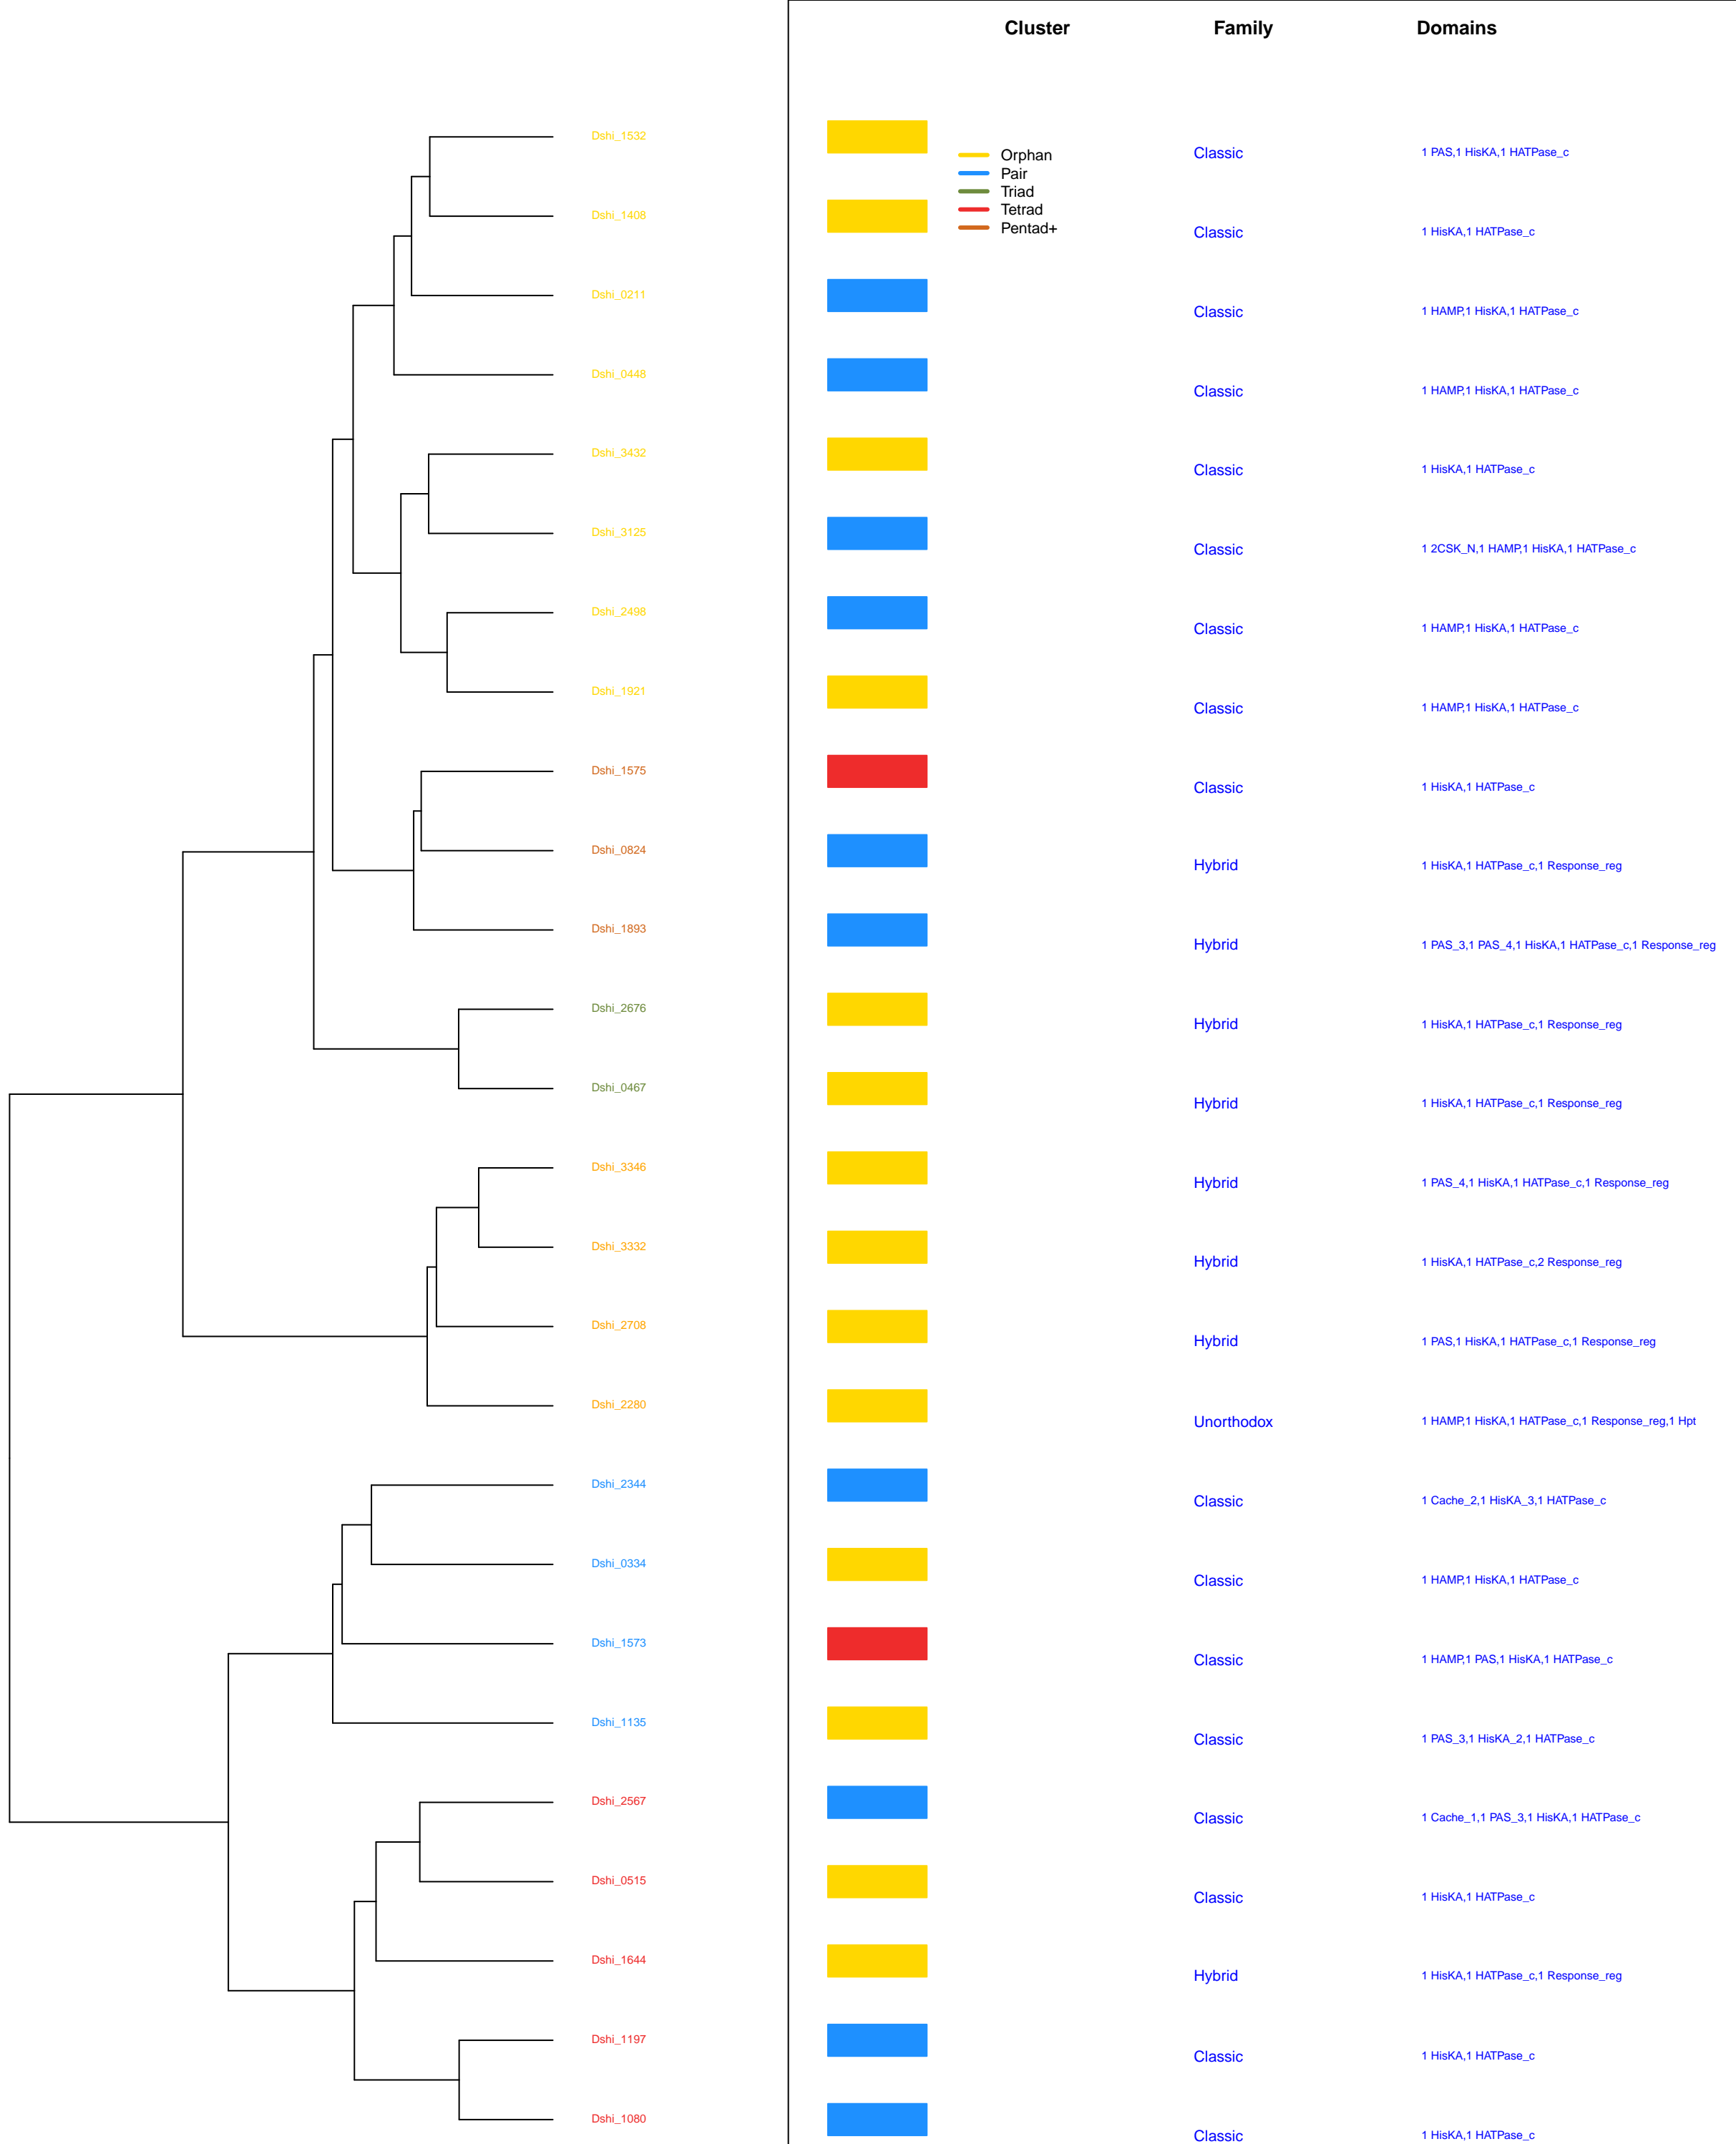 Cluster Family Domains
Dshi_1532 Classic 1 PAS,1 HisKA,1 HATPase_c
Orphan
Pair
Triad
Tetrad
Pentad+
Dshi_1408 Classic 1 HisKA,1 HATPase_c
Dshi_0211 Classic 1 HAMP,1 HisKA,1 HATPase_c
Dshi_0448 Classic 1 HAMP,1 HisKA,1 HATPase_c
Dshi_3432 Classic 1 HisKA,1 HATPase_c
Dshi_3125 Classic 1 2CSK_N,1 HAMP,1 HisKA,1 HATPase_c
Dshi_2498 Classic 1 HAMP,1 HisKA,1 HATPase_c
Dshi_1921 Classic 1 HAMP,1 HisKA,1 HATPase_c
Dshi_1575 Classic 1 HisKA,1 HATPase_c
Dshi_0824 Hybrid 1 HisKA,1 HATPase_c,1 Response_reg
Dshi_1893 Hybrid 1 PAS_3,1 PAS_4,1 HisKA,1 HATPase_c,1 Response_reg
Dshi_2676 Hybrid 1 HisKA,1 HATPase_c,1 Response_reg
Dshi_0467 Hybrid 1 HisKA,1 HATPase_c,1 Response_reg
Dshi_3346 Hybrid 1 PAS_4,1 HisKA,1 HATPase_c,1 Response_reg
Dshi_3332 Hybrid 1 HisKA,1 HATPase_c,2 Response_reg
Dshi_2708 Hybrid 1 PAS,1 HisKA,1 HATPase_c,1 Response_reg
Dshi_2280 Unorthodox 1 HAMP,1 HisKA,1 HATPase_c,1 Response_reg,1 Hpt
Dshi_2344 Classic 1 Cache_2,1 HisKA_3,1 HATPase_c
Dshi_0334 Classic 1 HAMP,1 HisKA,1 HATPase_c
Dshi_1573 Classic 1 HAMP,1 PAS,1 HisKA,1 HATPase_c
Dshi_1135 Classic 1 PAS_3,1 HisKA_2,1 HATPase_c
Dshi_2567 Classic 1 Cache_1,1 PAS_3,1 HisKA,1 HATPase_c
Dshi_0515 Classic 1 HisKA,1 HATPase_c
Dshi_1644 Hybrid 1 HisKA,1 HATPase_c,1 Response_reg
Dshi_1197 Classic 1 HisKA,1 HATPase_c
Dshi_1080 Classic 1 HisKA,1 HATPase_c